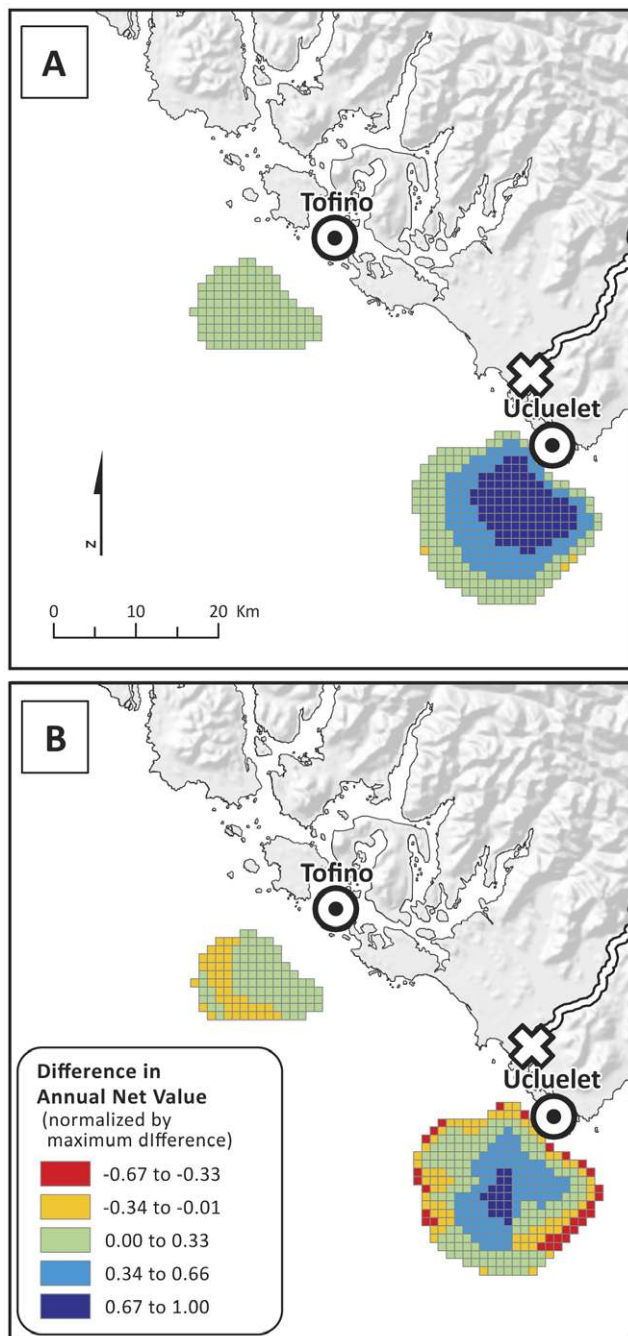 A
Tofino
Ucluelet
N
0 10 20 Km
B
Tofino
Ucluelet
Difference in
Annual Net Value
(normalized by
maximum dIfference)
-0.67 to -0.33
-0.34 to -0.01
0.00 to 0.33
0.34 to 0.66
0.67 to 1.00